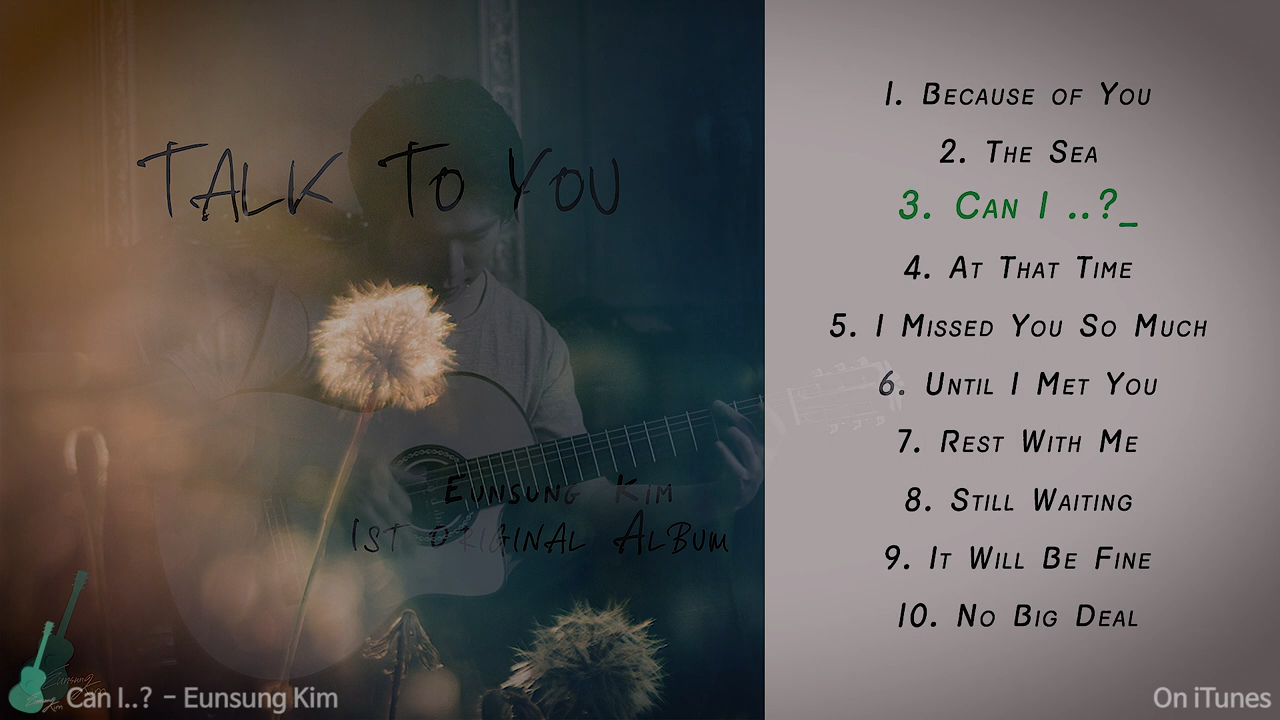 TALK TO YOU
EUNSUNG KIM
1ST ORIGINAL ALBUM
1. BECAUSE OF YOU
2. THE SEA
3. CAN I ..?_
4. AT THAT TIME
5. I MISSED YOU SO MUCH
6. UNTIL I MET YOU
7. REST WITH ME
8. STILL WAITING
9. IT WILL BE FINE
10. NO BIG DEAL
Eunsung
Kim
Can I..? – Eunsung Kim
On iTunes